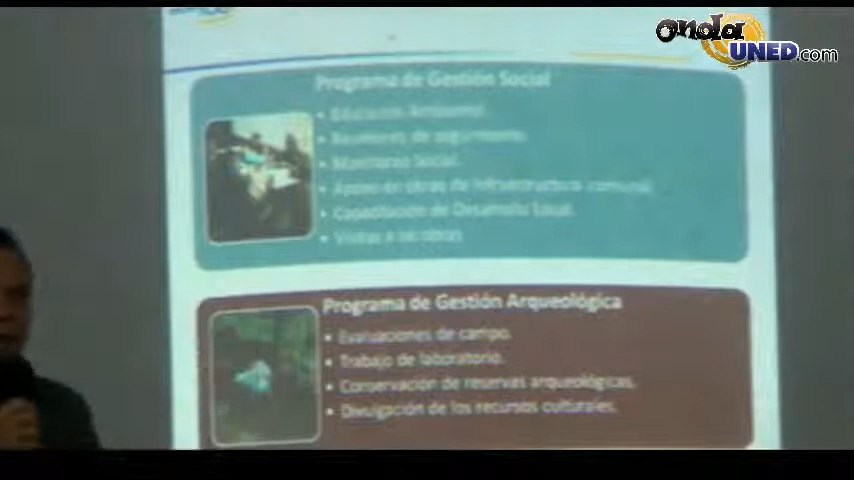 onda
UNED.com
Programa de Gestión Social
• Educación Ambiental.
• Reuniones de seguimiento.
• Monitoreo Social.
• Apoyo en obras de infraestructura comunal.
• Capacitación de Desarrollo Local.
• Visitas a las obras
Programa de Gestión Arqueológica
• Evaluaciones de campo.
• Trabajo de laboratorio.
• Conservación de reservas arqueológicas.
• Divulgación de los recursos culturales.